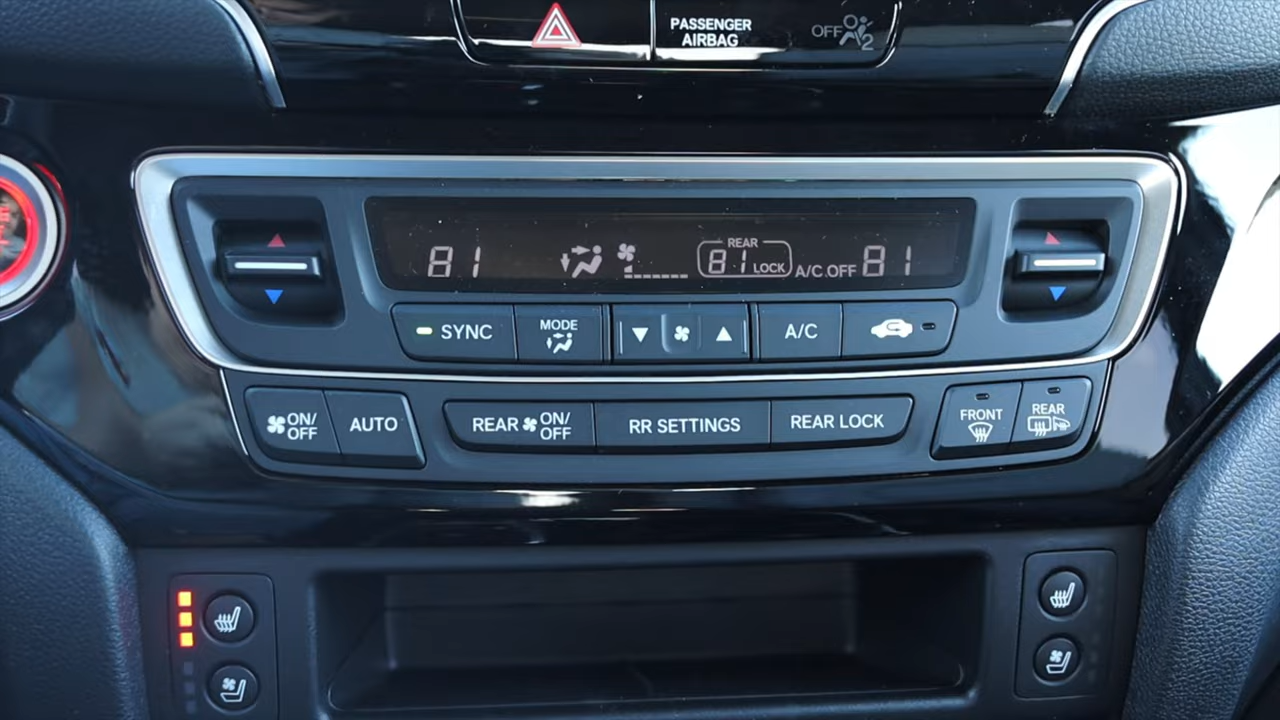 PASSENGER
AIRBAG
OFF
2
81
REAR
81 LOCK
A/C OFF
81
SYNC
MODE
A/C
ON/
OFF
AUTO
REAR ON/
OFF
RR SETTINGS
REAR LOCK
FRONT
REAR